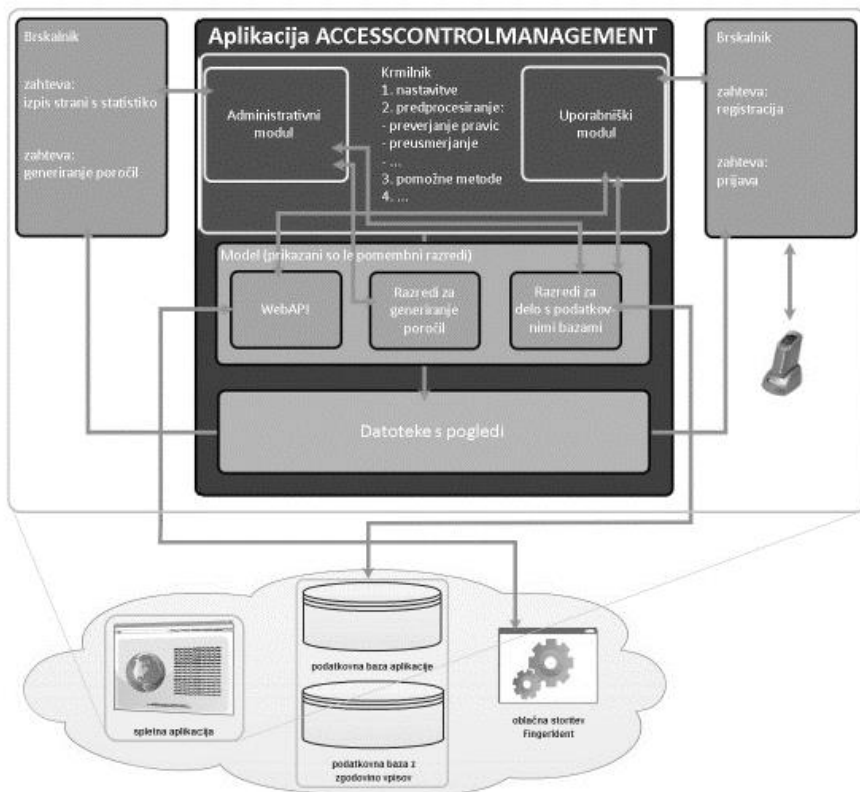 Brskalnik
zahteva:
izpis strani s statistiko
zahteva:
generiranje poročil
Aplikacija ACCESSCONTROLMANAGEMENT
Administrativni
modul
Krmilnik
1. nastavitve
2. predprocesiranje:
- preverjanje pravic
- preusmerjanje
- ...
3. pomožne metode
4. ...
Uporabniški
modul
Brskalnik
zahteva:
registracija
zahteva:
prijava
Model (prikazani so le pomembni razredi)
WebAPI
Razredi za
generiranje
poročil
Razredi za
delo s podatkov-
nimi bazami
Datoteke s pogledi
spletna aplikacija
podatkovna baza aplikacije
podatkovna baza z
zgodovino vpisov
oblačna storitev
FingerIdent